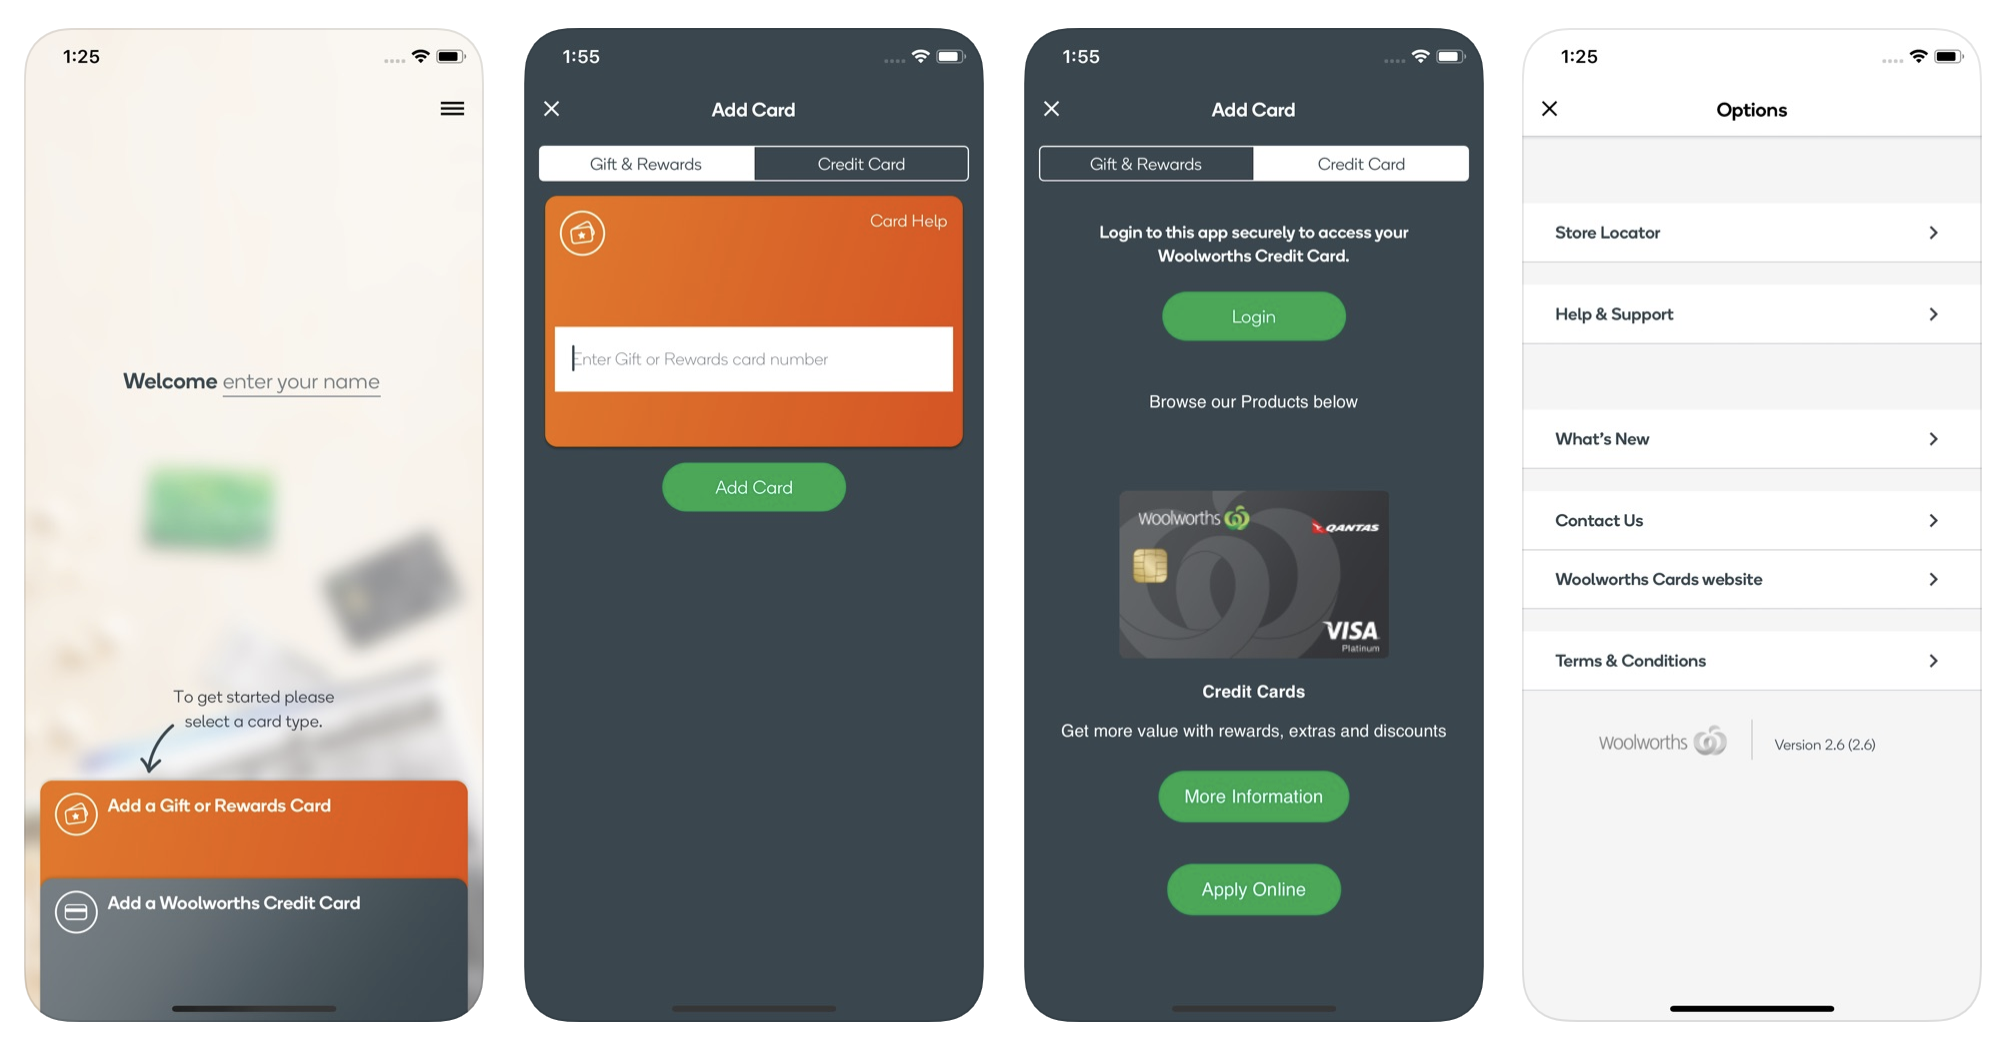 1:25
Welcome enter your name
To get started please
select a card type.
Add a Gift or Rewards Card
Add a Woolworths Credit Card
1:55
Add Card
Gift & Rewards
Credit Card
Card Help
Enter Gift or Rewards card number
Add Card
1:55
Add Card
Gift & Rewards
Credit Card
Login to this app securely to access your
Woolworths Credit Card.
Login
Browse our Products below
Woolworths
QANTAS
VISA
Platinum
Credit Cards
Get more value with rewards, extras and discounts
More Information
Apply Online
1:25
Options
Store Locator
Help & Support
What's New
Contact Us
Woolworths Cards website
Terms & Conditions
Woolworths
Version 2.6 (2.6)